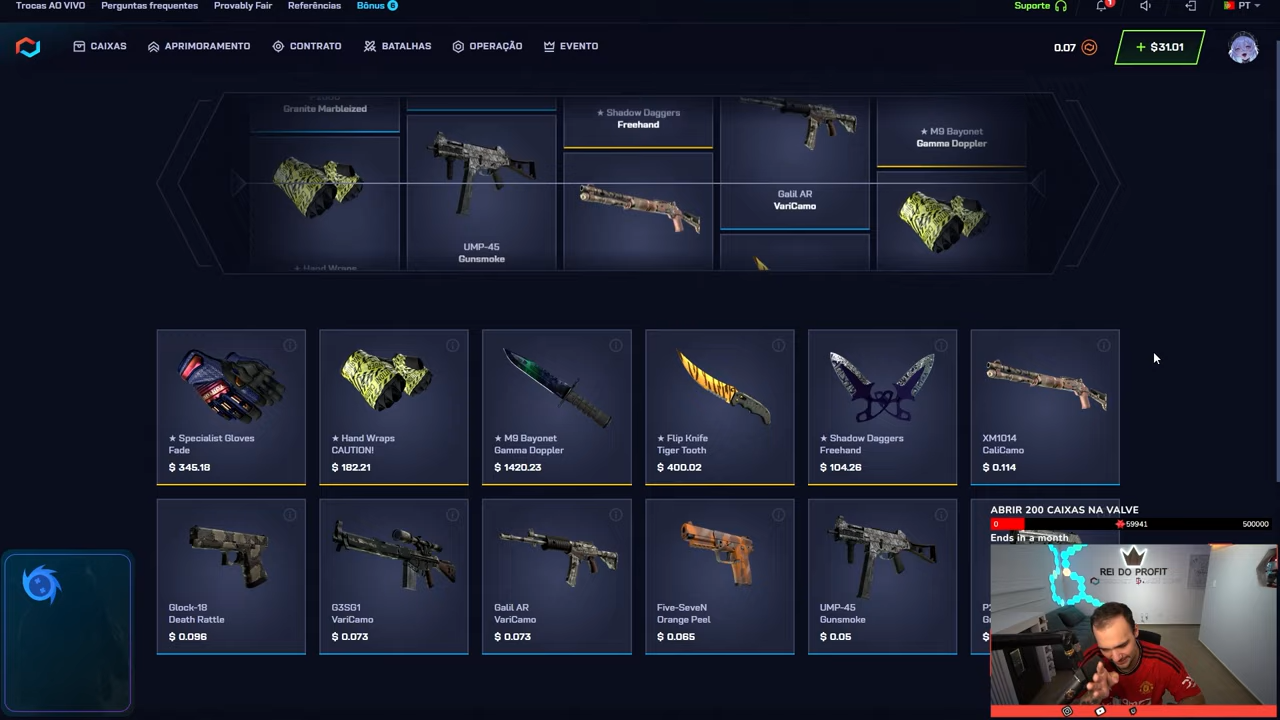 Trocas AO VIVO
Perguntas frequentes
Provably Fair
Referências
Bônus
Suporte
1
PT
CAIXAS
APRIMORAMENTO
CONTRATO
BATALHAS
OPERAÇÃO
EVENTO
0.07
+ $31.01
P2000
Granite Marbleized
★ Hand Wraps
UMP-45
Gunsmoke
★ Shadow Daggers
Freehand
Galil AR
VariCamo
★ M9 Bayonet
Gamma Doppler
★ Specialist Gloves
Fade
$ 345.18
★ Hand Wraps
CAUTION!
$ 182.21
★ M9 Bayonet
Gamma Doppler
$ 1420.23
★ Flip Knife
Tiger Tooth
$ 400.02
★ Shadow Daggers
Freehand
$ 104.26
XM1014
CaliCamo
$ 0.114
Glock-18
Death Rattle
$ 0.096
G3SG1
VariCamo
$ 0.073
Galil AR
VariCamo
$ 0.073
Five-SeveN
Orange Peel
$ 0.065
UMP-45
Gunsmoke
$ 0.05
ABRIR 200 CAIXAS NA VALVE
0
59941
500000
Ends in a month
REI DO PROFIT